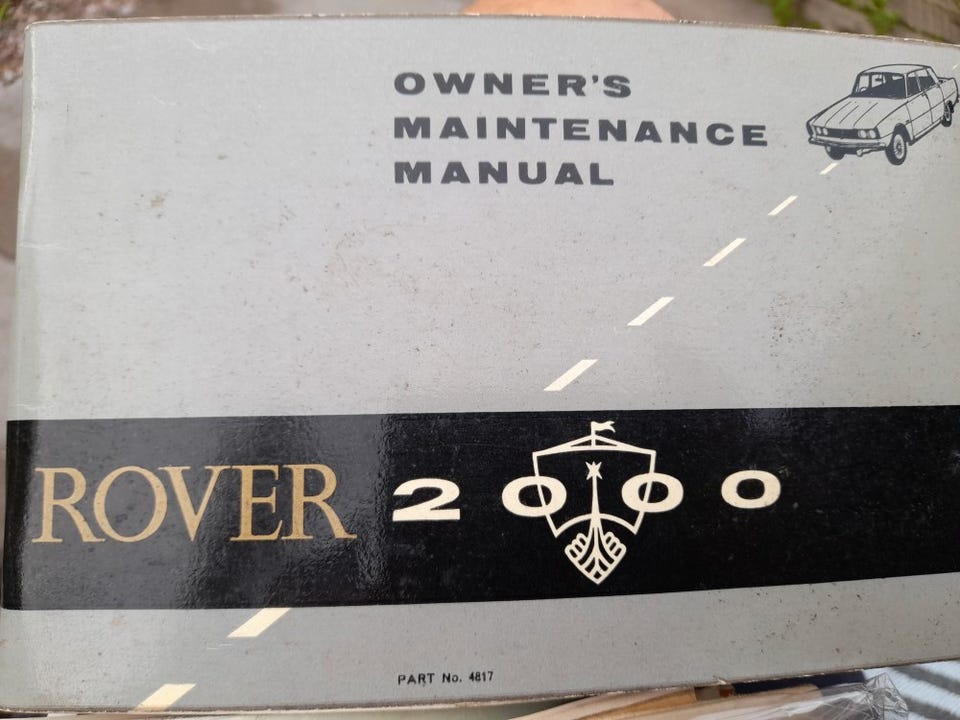 OWNER'S
MAINTENANCE
MANUAL
ROVER 2000
PART No. 4817